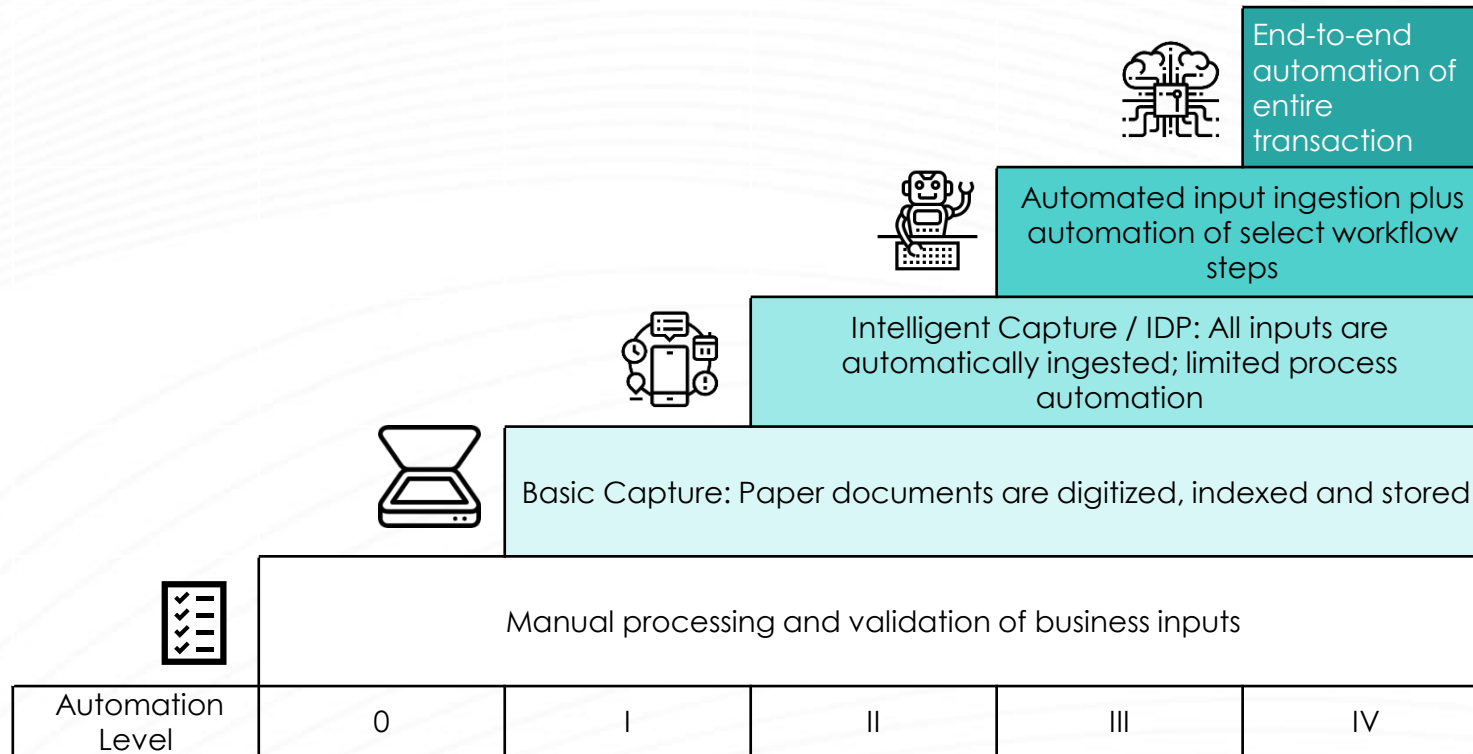 End-to-end
automation of
entire
transaction
Automated input ingestion plus
automation of select workflow
steps
Intelligent Capture / IDP: All inputs are
automatically ingested; limited process
automation
Basic Capture: Paper documents are digitized, indexed and stored
Manual processing and validation of business inputs
Automation
Level
0
I
II
III
IV